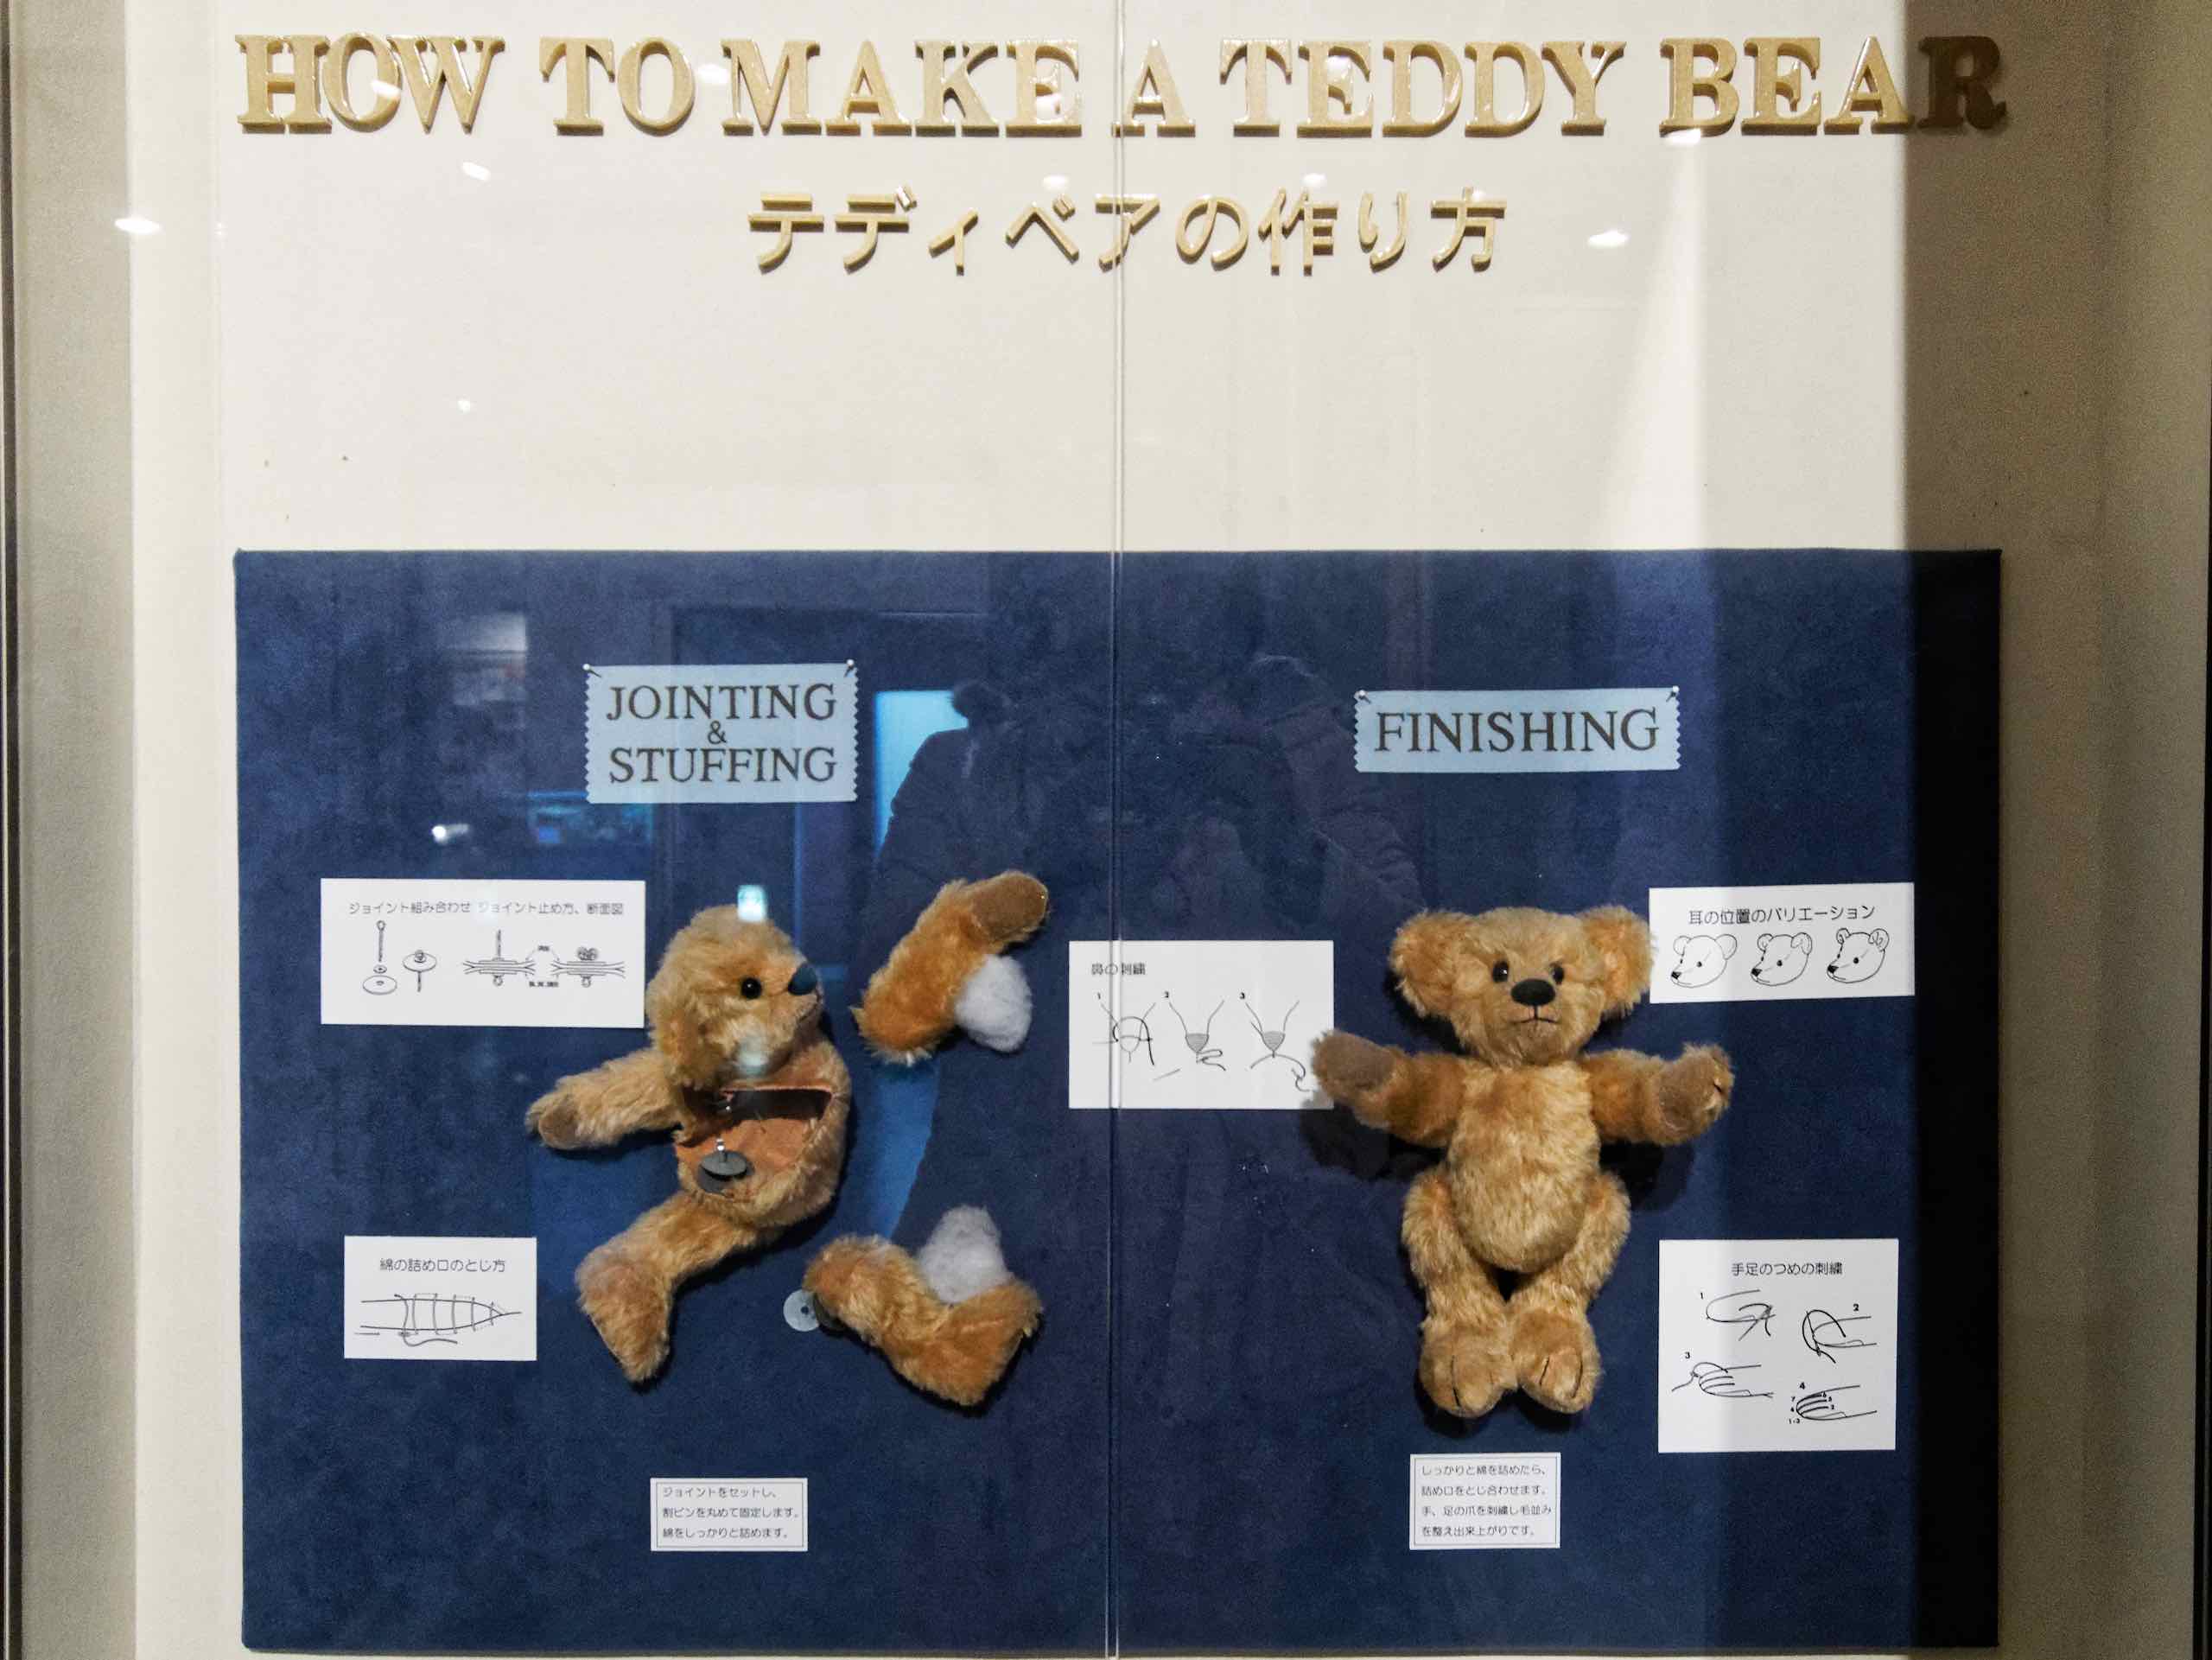 HOW TO MAKE A TEDDY BEAR
テディベアの作り方
JOINTING
&
STUFFING
ジョイント組み合わせ ジョイント止め方、断面図
綿の詰め口のとじ方
ジョイントをセットし、
割ピンを丸めて固定します。
綿をしっかりと詰めます。
FINISHING
鼻の刺繍
1 2 3
耳の位置のバリエーション
手足のつめの刺繍
1 2
3 4
しっかりと綿を詰めたら、
詰め口をとじ合わせます。
手、足の爪を刺繍し毛並み
を整え出来上がりです。